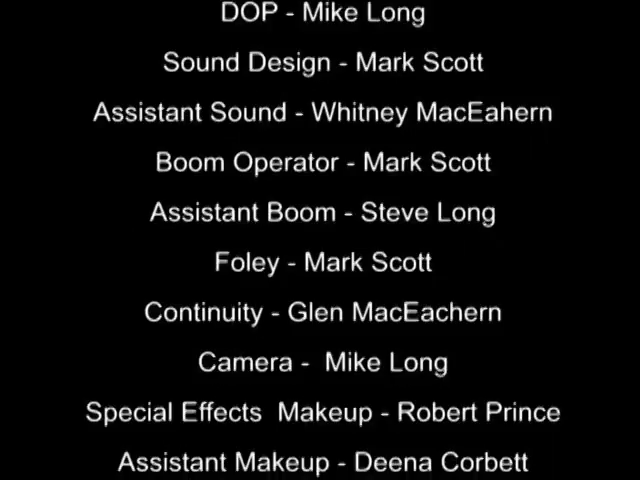 DOP - Mike Long
Sound Design - Mark Scott
Assistant Sound - Whitney MacEahern
Boom Operator - Mark Scott
Assistant Boom - Steve Long
Foley - Mark Scott
Continuity - Glen MacEachern
Camera -  Mike Long
Special Effects  Makeup - Robert Prince
Assistant Makeup - Deena Corbett